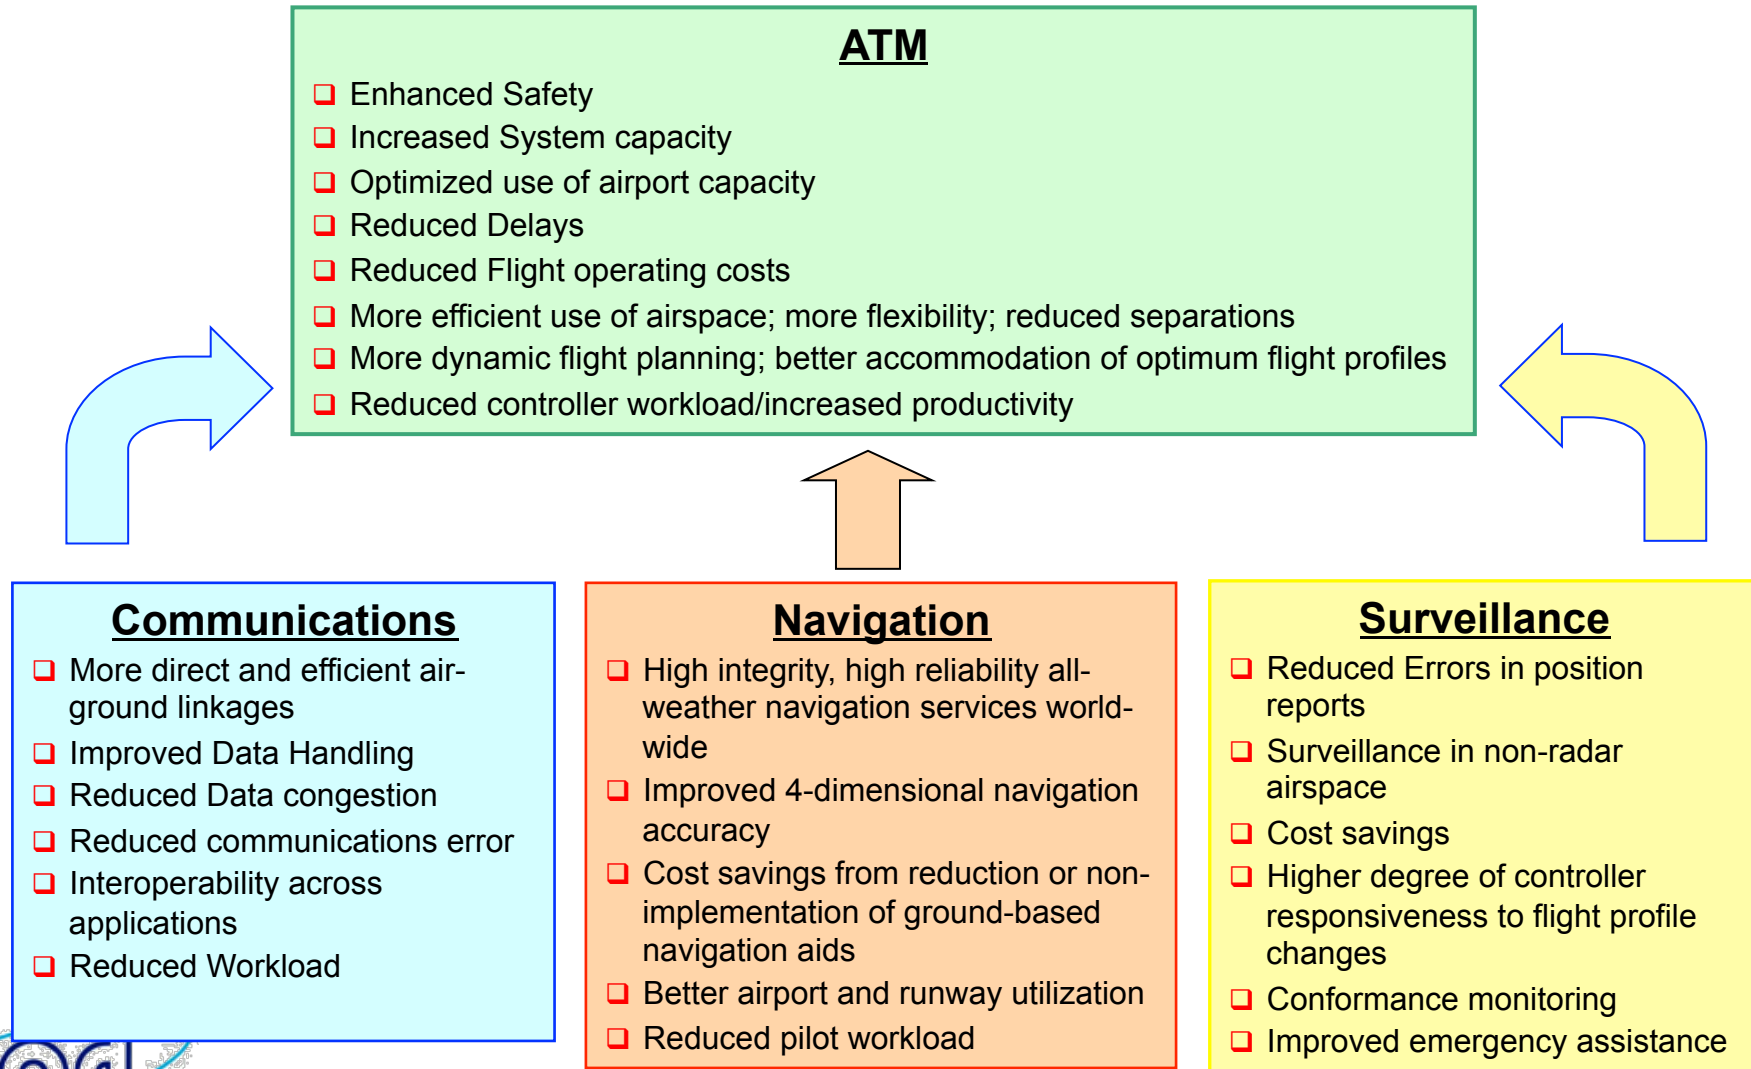 ATM
Enhanced Safety
Increased System capacity
Optimized use of airport capacity
Reduced Delays
Reduced Flight operating costs
More efficient use of airspace; more flexibility; reduced separations
More dynamic flight planning; better accommodation of optimum flight profiles
Reduced controller workload/increased productivity
Communications
More direct and efficient air-
ground linkages
Improved Data Handling
Reduced Data congestion
Reduced communications error
Interoperability across
applications
Reduced Workload
Navigation
High integrity, high reliability all-
weather navigation services world-
wide
Improved 4-dimensional navigation
accuracy
Cost savings from reduction or non-
implementation of ground-based
navigation aids
Better airport and runway utilization
Reduced pilot workload
Surveillance
Reduced Errors in position
reports
Surveillance in non-radar
airspace
Cost savings
Higher degree of controller
responsiveness to flight profile
changes
Conformance monitoring
Improved emergency assistance